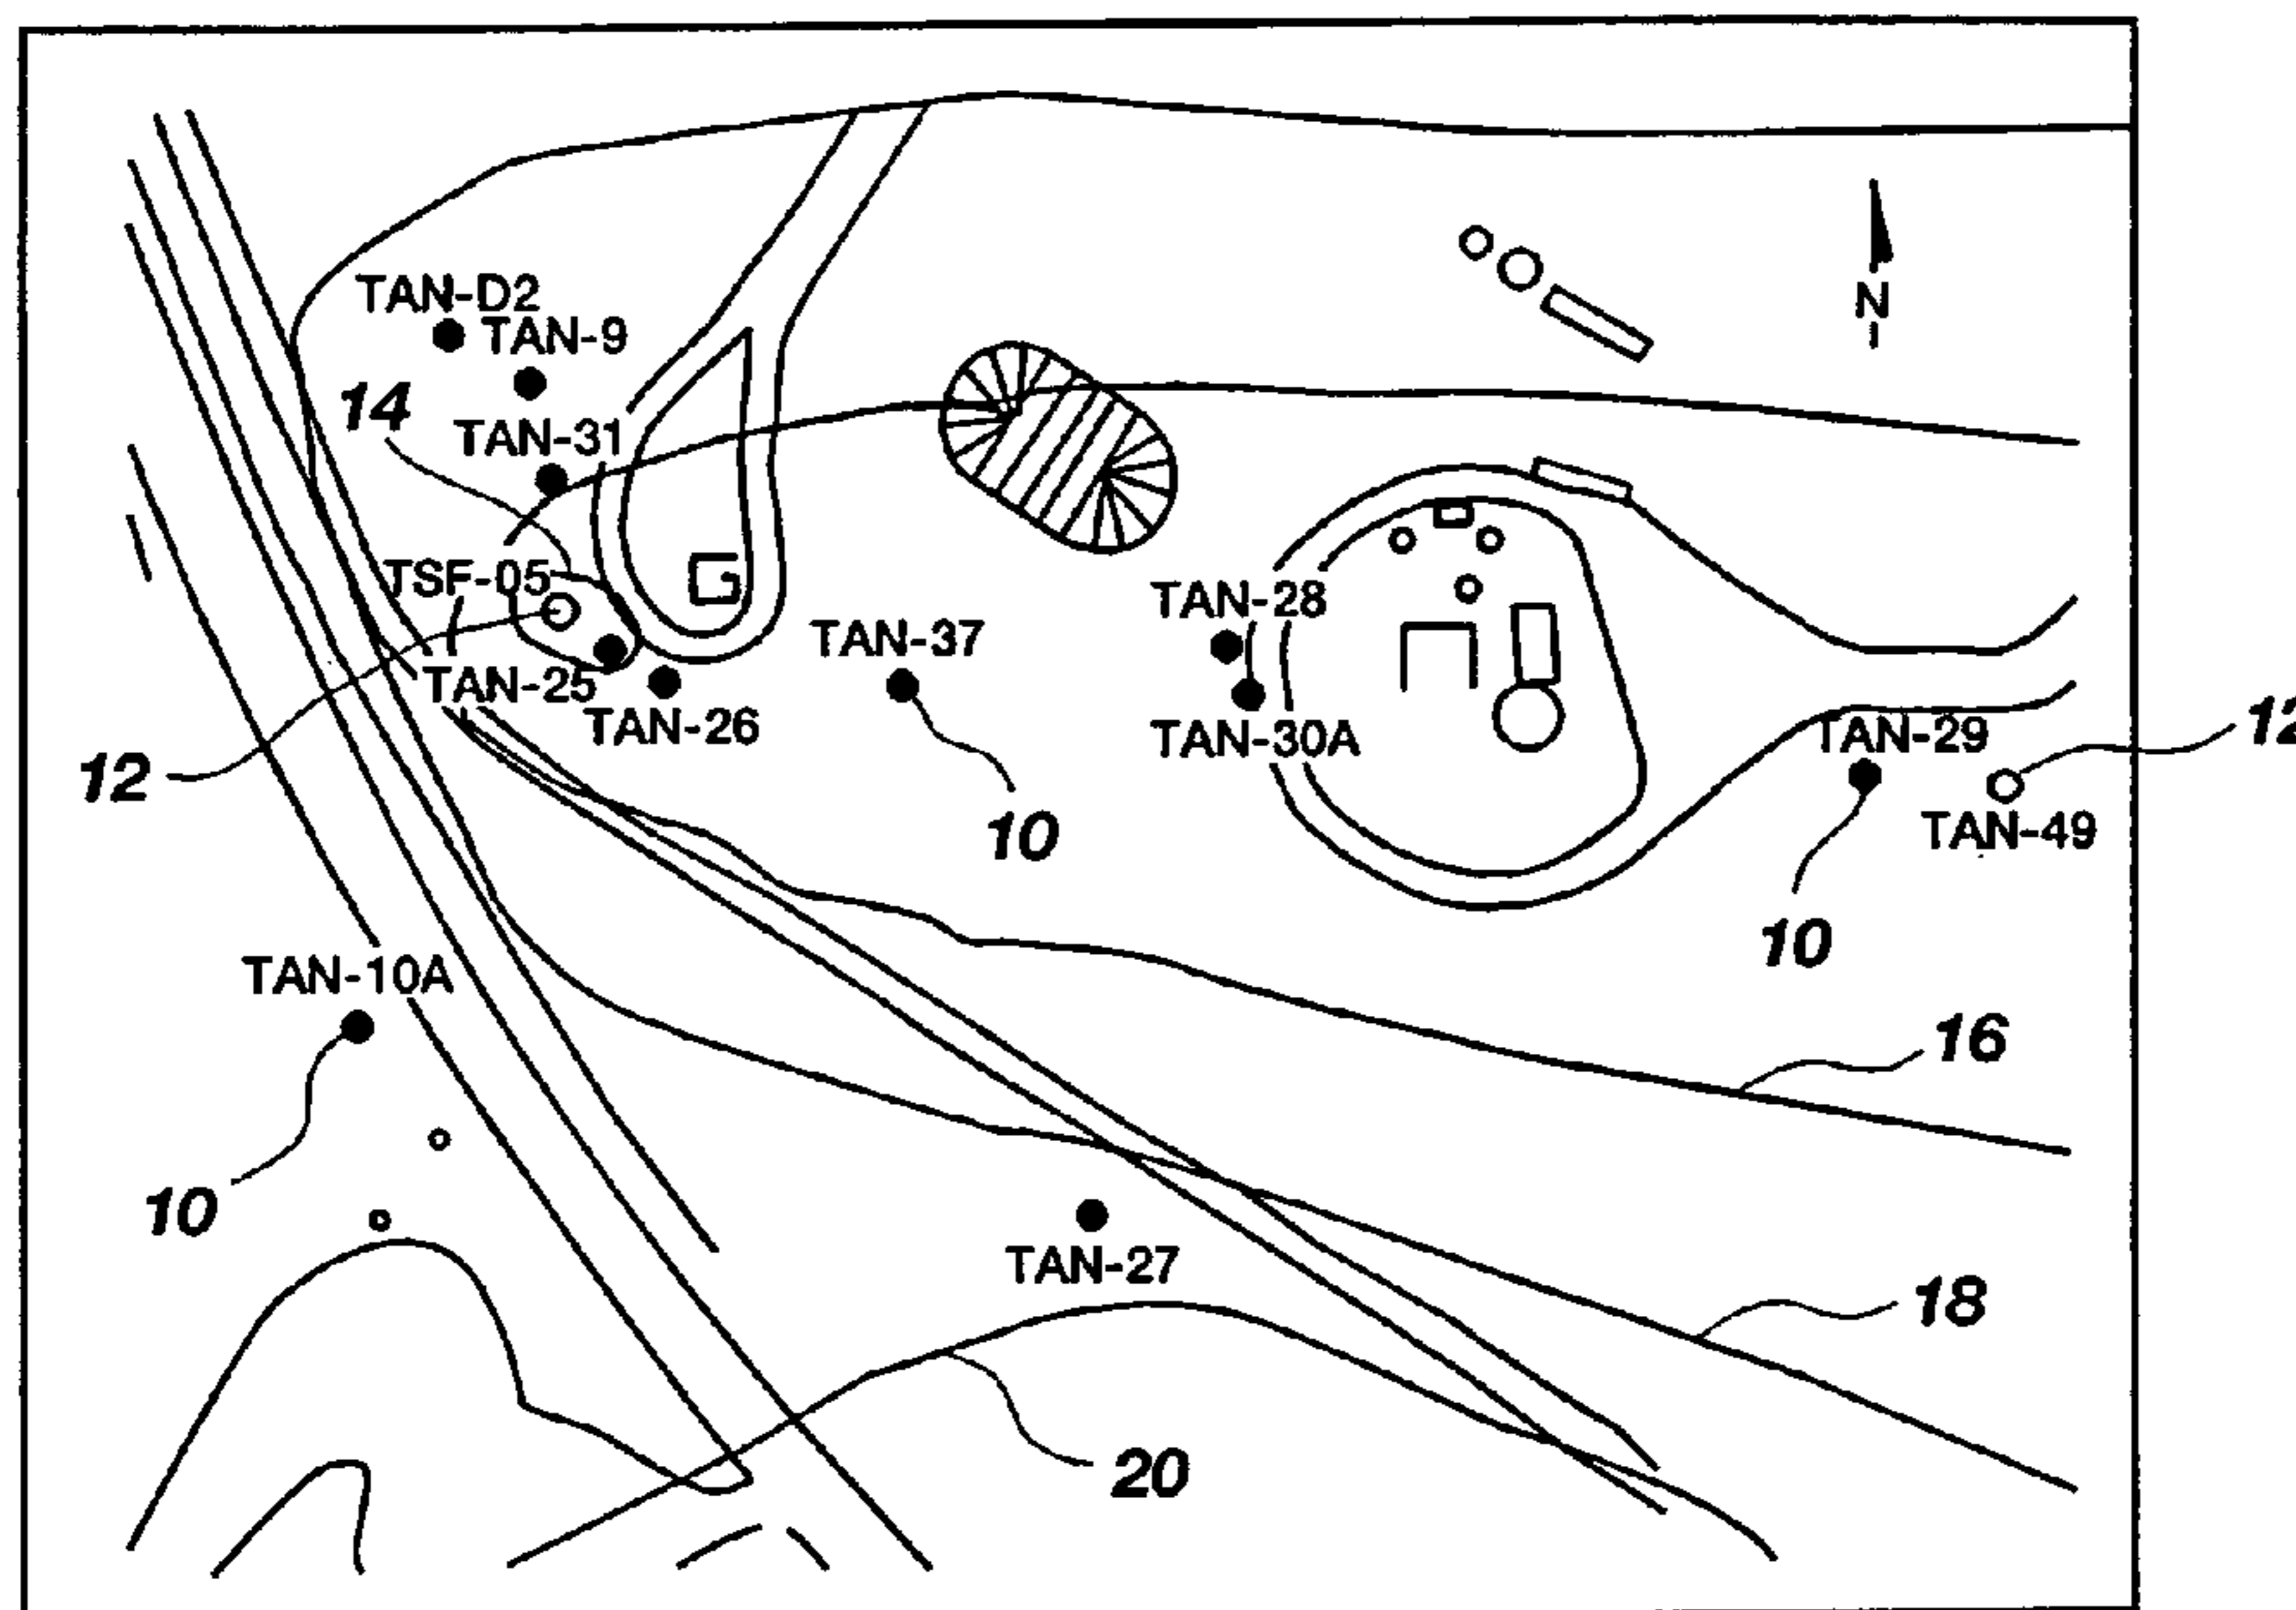 TAN-D2
N
TAN-9
14
TAN-31
TSF-05
TAN-28
TAN-37
TAN-25
TAN-26
12
TAN-30A
TAN-29
12
10
TAN-49
10
TAN-10A
16
10
TAN-27
18
20